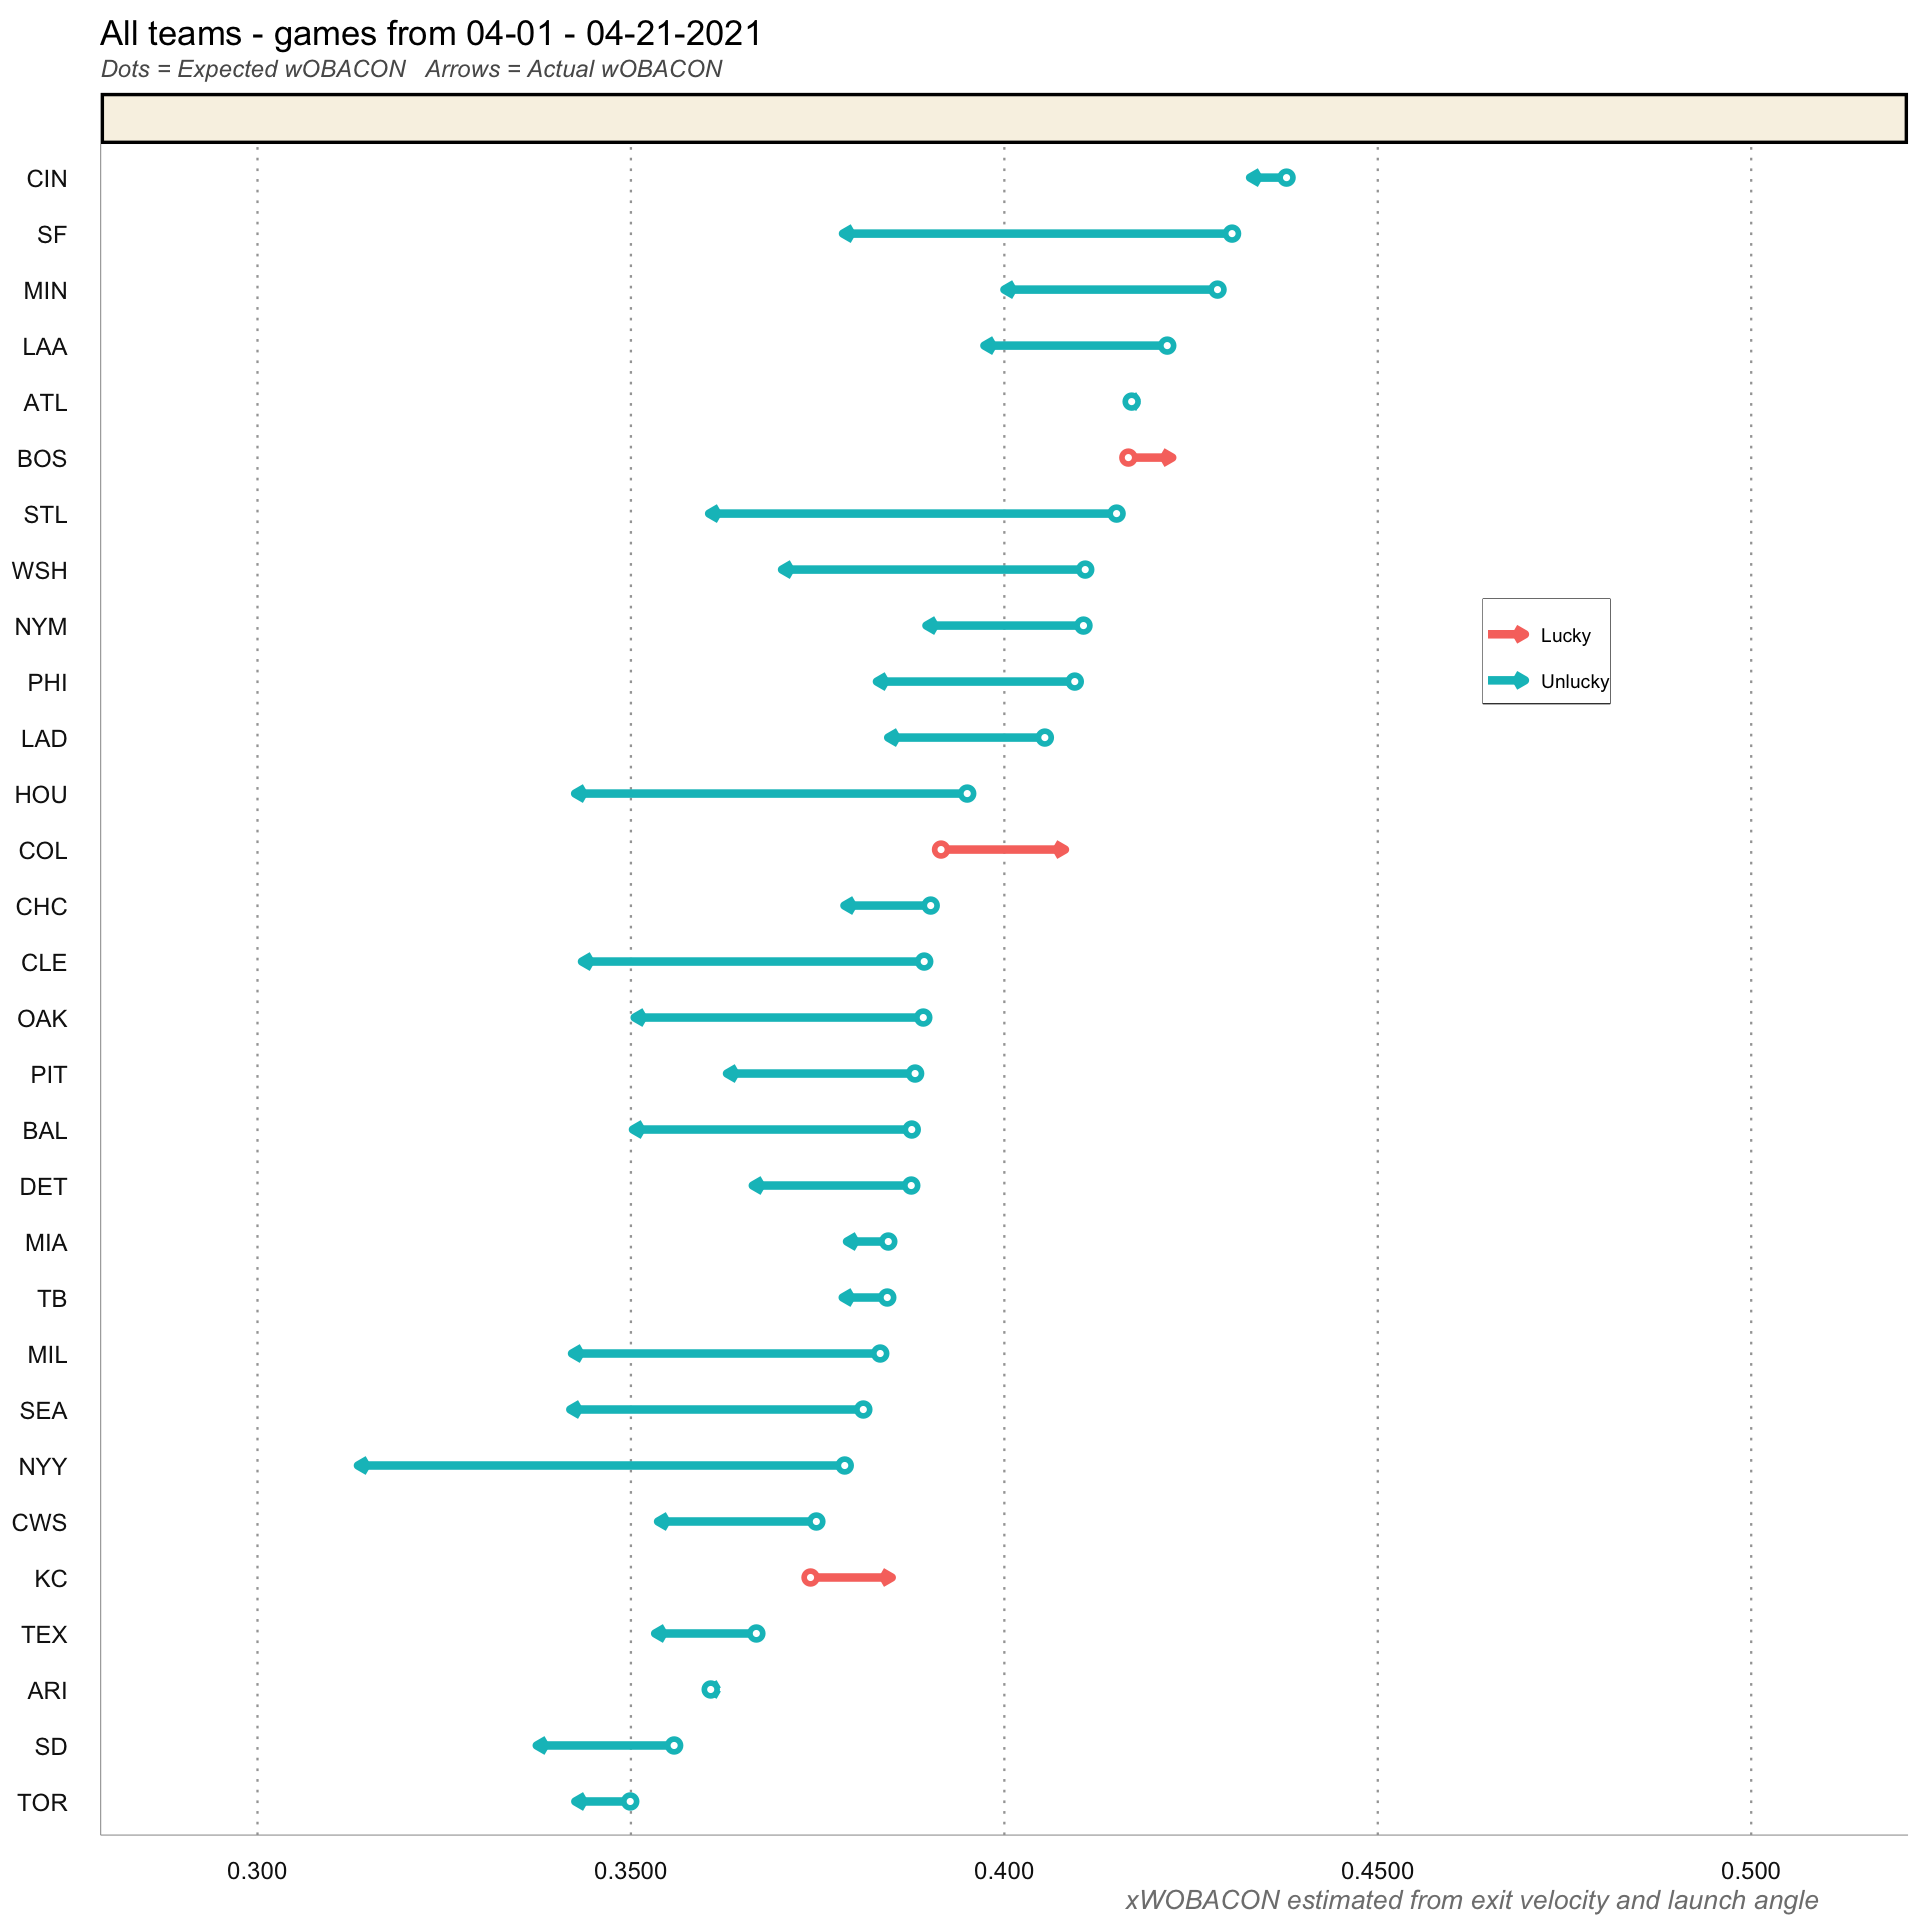 All teams - games from 04-01 - 04-21-2021
Dots = Expected wOBACON   Arrows = Actual wOBACON
CIN
SF
MIN
LAA
ATL
BOS
STL
WSH
NYM
PHI
LAD
HOU
COL
CHC
CLE
OAK
PIT
BAL
DET
MIA
TB
MIL
SEA
NYY
CWS
KC
TEX
ARI
SD
TOR
Lucky
Unlucky
0.300 0.3500 0.400 0.4500 0.500
xWOBACON estimated from exit velocity and launch angle